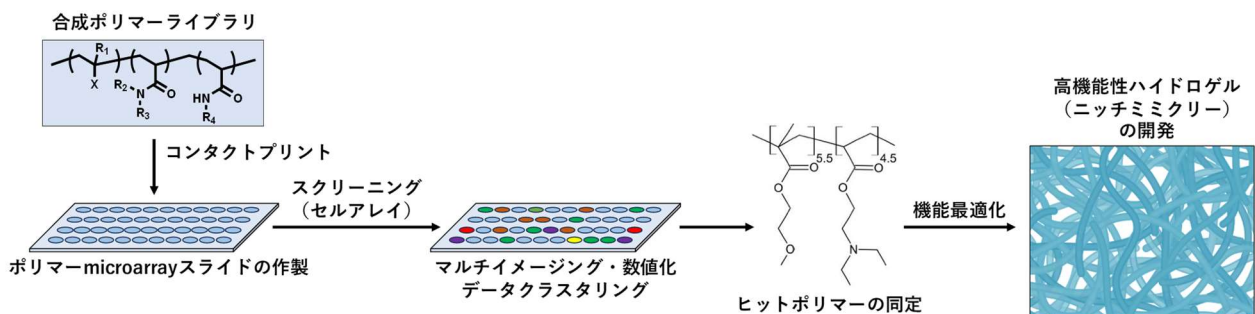 合成ポリマーライブラリ
R₁
X
R₂
N
R₃
O
HN
R₄
O
コンタクトプリント
ポリマーmicroarrayスライドの作製
スクリーニング
（セルアレイ）
マルチイメージング・数値化
データクラスタリング
5.5
4.5
O
O
O
O
O
N
ヒットポリマーの同定
機能最適化
高機能性ハイドロゲル
（ニッチミミクリー）
の開発